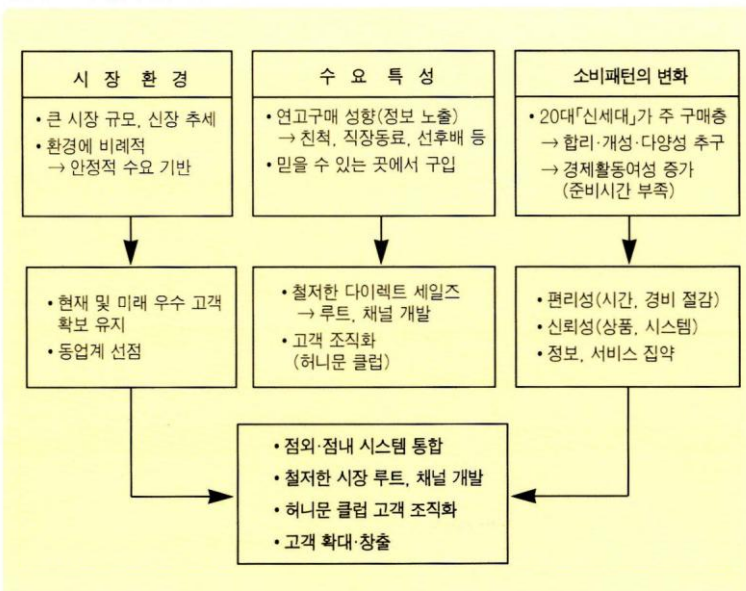 시 장 환 경
• 큰 시장 규모, 신장 추세
• 환경에 비례적
→ 안정적 수요 기반
수 요 특 성
• 연고구매 성향(정보 노출)
→ 친척, 직장동료, 선후배 등
• 믿을 수 있는 곳에서 구입
소비패턴의 변화
• 20대「신세대」가 주 구매층
→ 합리·개성·다양성 추구
→ 경제활동여성 증가
(준비시간 부족)
• 현재 및 미래 우수 고객
확보 유지
• 동업계 선점
• 철저한 다이렉트 세일즈
→ 루트, 채널 개발
• 고객 조직화
(허니문 클럽)
• 편리성(시간, 경비 절감)
• 신뢰성(상품, 시스템)
• 정보, 서비스 집약
• 점외·점내 시스템 통합
• 철저한 시장 루트, 채널 개발
• 허니문 클럽 고객 조직화
• 고객 확대·창출